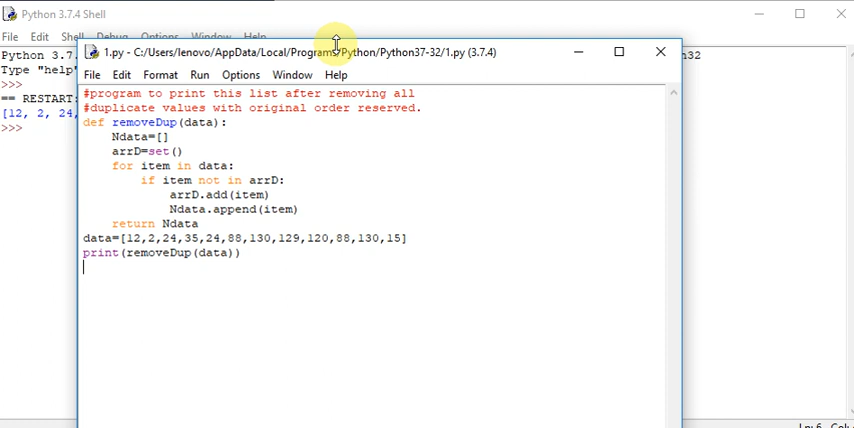 Python 3.7.4 Shell
File Edit Shell Debug Options Window Help
Python 3.7.
Type "help"
>>>
== RESTART:
[12, 2, 24,
>>>
1.py - C:/Users/lenovo/AppData/Local/Programs/Python/Python37-32/1.py (3.7.4)
File Edit Format Run Options Window Help
#program to print this list after removing all
#duplicate values with original order reserved.
def removeDup(data):
Ndata=[]
arrD=set()
for item in data:
if item not in arrD:
arrD.add(item)
Ndata.append(item)
return Ndata
data=[12,2,24,35,24,88,130,129,120,88,130,15]
print(removeDup(data))
n32
Ln: 6